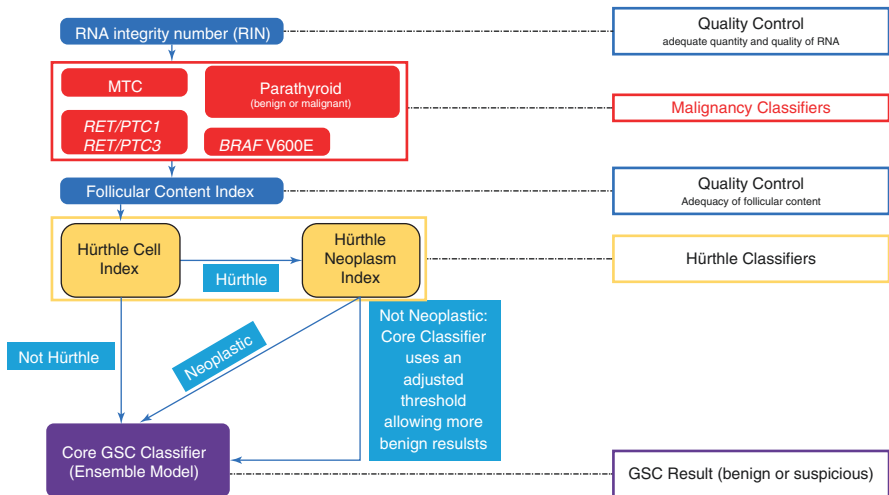 RNA integrity number (RIN)
Quality Control
adequate quantity and quality of RNA
MTC
Parathyroid
(benign or malignant)
RET/PTC1
RET/PTC3
BRAF V600E
Malignancy Classifiers
Follicular Content Index
Quality Control
Adequacy of follicular content
Hürthle Cell
Index
Hürthle
Hürthle
Neoplasm
Index
Hürthle Classifiers
Not Hürthle
Neoplastic
Not Neoplastic:
Core Classifier
uses an
adjusted
threshold
allowing more
benign resulsts
Core GSC Classifier
(Ensemble Model)
GSC Result (benign or suspicious)